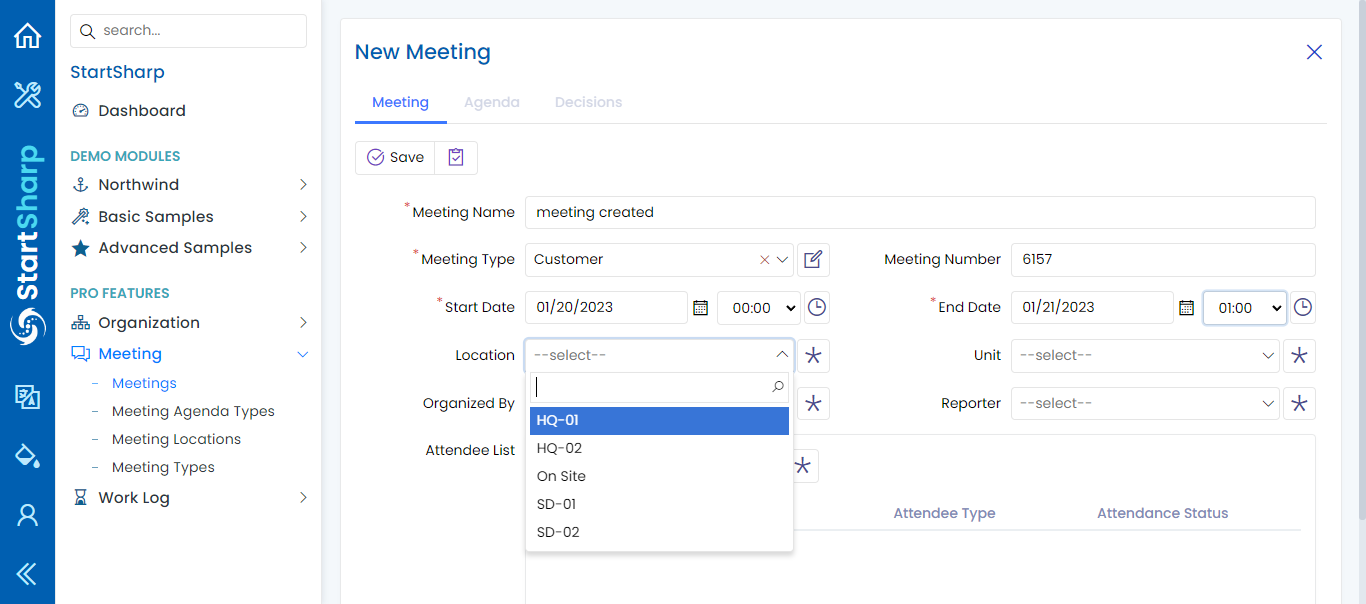 StartSharp
search...
StartSharp
Dashboard
DEMO MODULES
Northwind
Basic Samples
Advanced Samples
PRO FEATURES
Organization
Meeting
- Meetings
- Meeting Agenda Types
- Meeting Locations
- Meeting Types
Work Log
New Meeting
Meeting Agenda Decisions
Save
*Meeting Name meeting created
*Meeting Type Customer Meeting Number 6157
*Start Date 01/20/2023 00:00 *End Date 01/21/2023 01:00
Location --select-- Unit --select--
Organized By Reporter --select--
HQ-01
Attendee List HQ-02
On Site
SD-01
Attendee Type Attendance Status
SD-02